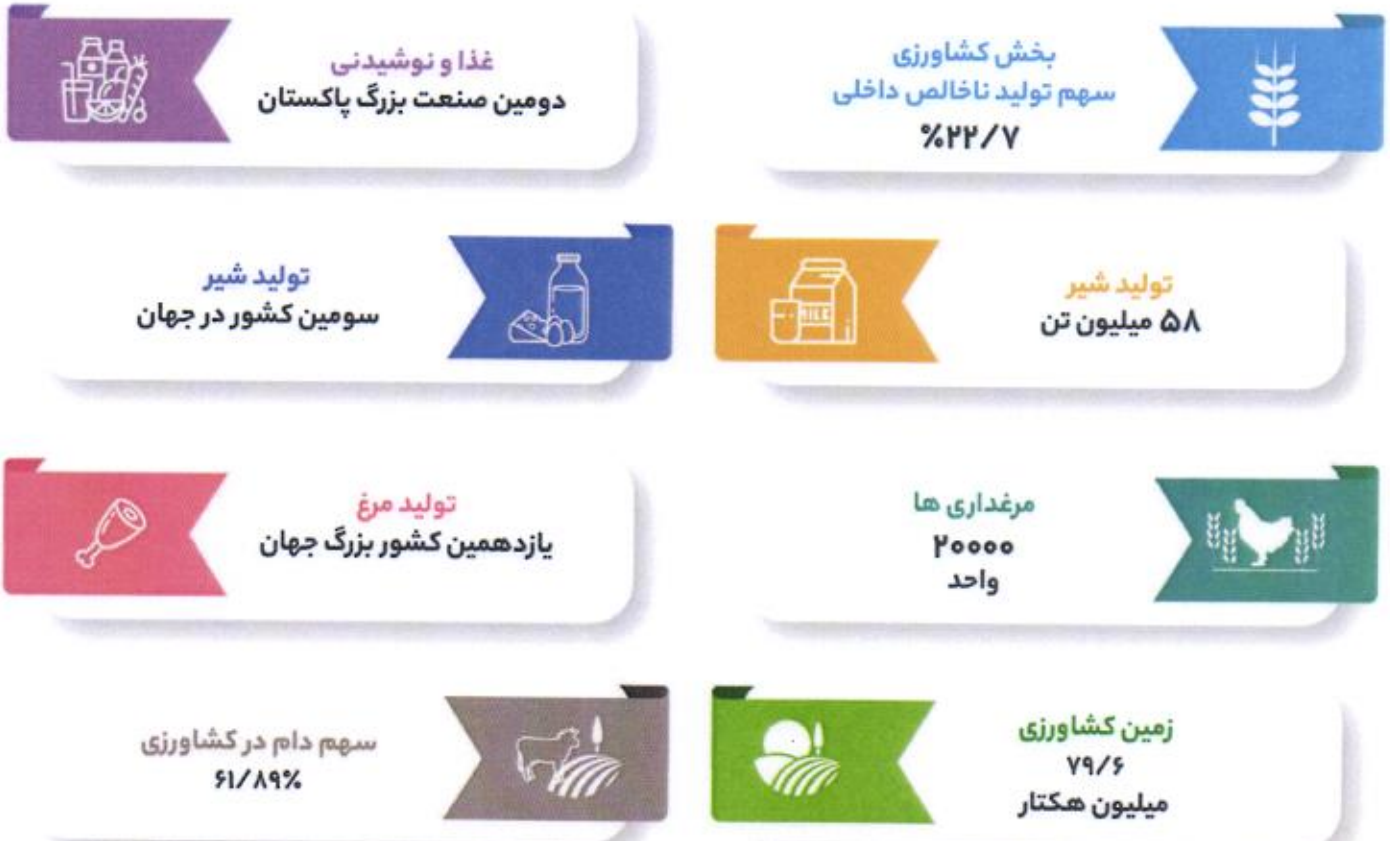 بخش کشاورزی
سهم تولید ناخالص داخلی
%۲۲/۷
غذا و نوشیدنی
دومین صنعت بزرگ پاکستان
تولید شیر
۵۸ میلیون تن
MILK
تولید شیر
سومین کشور در جهان
مرغداری ها
۲۰۰۰۰
واحد
تولید مرغ
یازدهمین کشور بزرگ جهان
زمین کشاورزی
۷۹/۶
میلیون هکتار
سهم دام در کشاورزی
۶۱/۸۹%